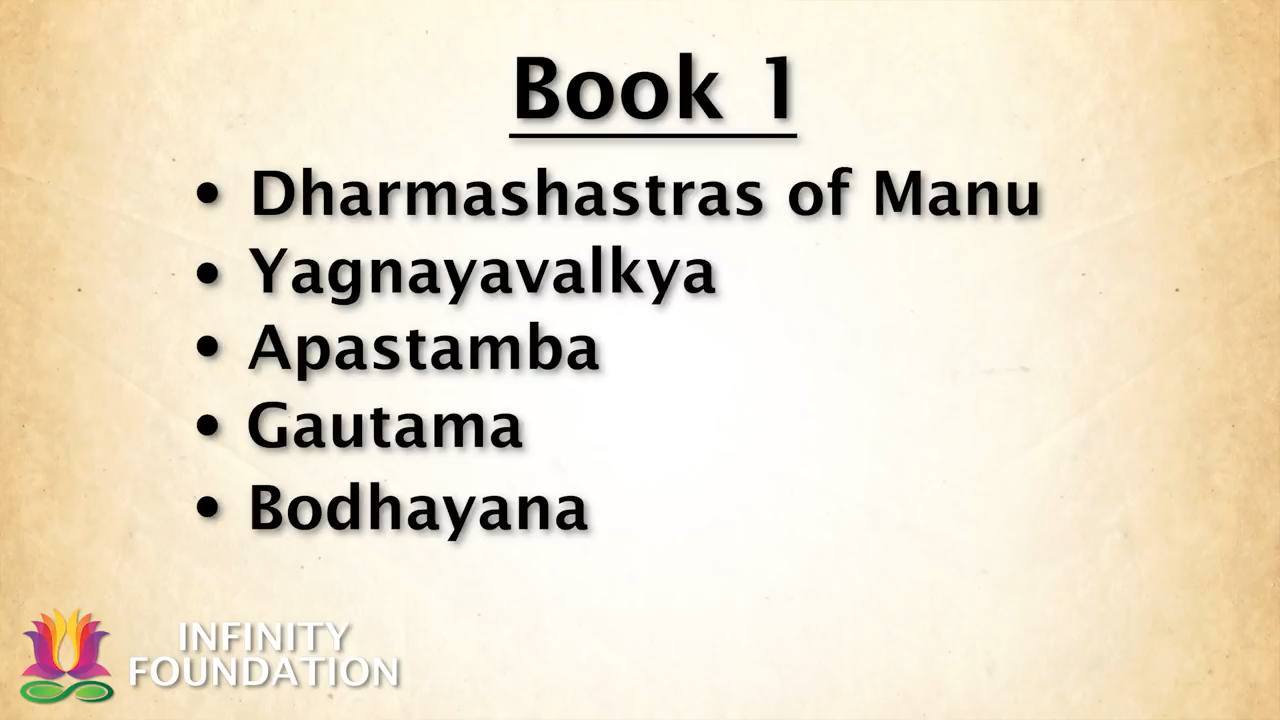 Book 1
• Dharmashastras of Manu
• Yagnayavalkya
• Apastamba
• Gautama
• Bodhayana
INFINITY
FOUNDATION